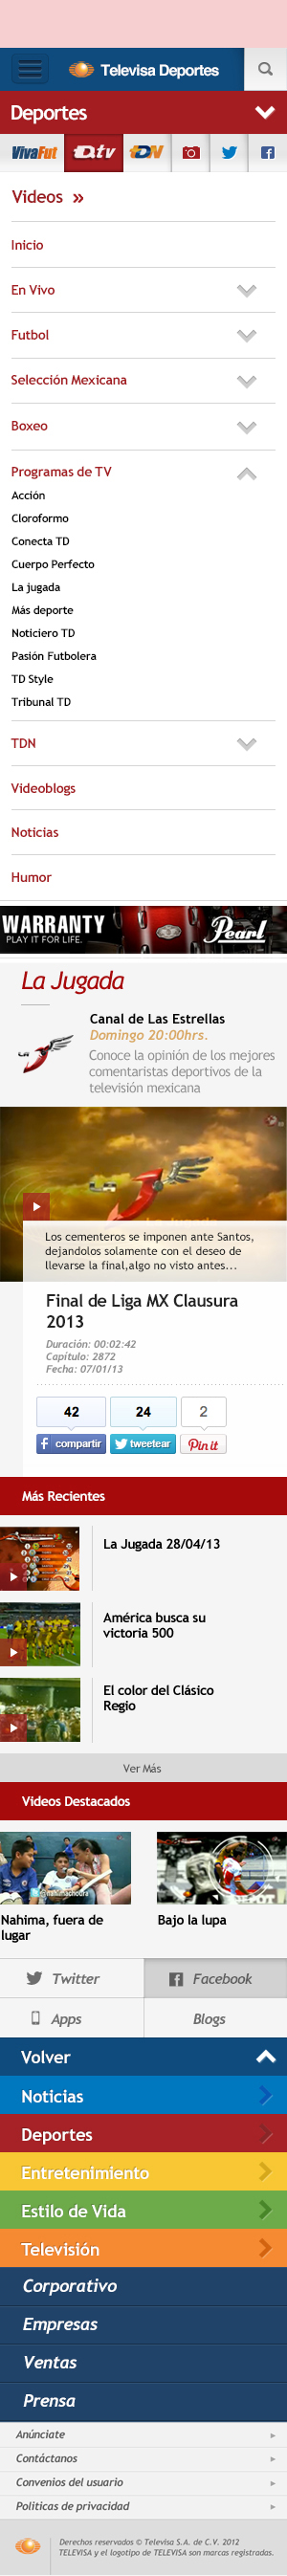 Televisa Deportes
Deportes
VivaFut
tv
TDN
Videos »
Inicio
En Vivo
Futbol
Selección Mexicana
Boxeo
Programas de TV
Acción
Cloroformo
Conecta TD
Cuerpo Perfecto
La jugada
Más deporte
Noticiero TD
Pasión Futbolera
TD Style
Tribunal TD
TDN
Videoblogs
Noticias
Humor
WARRANTY
PLAY IT FOR LIFE.
Pearl
La Jugada
Canal de Las Estrellas
Domingo 20:00hrs.
Conoce la opinión de los mejores
comentaristas deportivos de la
televisión mexicana
Los cementeros se imponen ante Santos,
dejandolos solamente con el deseo de
llevarse la final,algo no visto antes...
Final de Liga MX Clausura
2013
Duración: 00:02:42
Capítulo: 2872
Fecha: 07/01/13
42 24 2
compartir tweetear Pin it
Más Recientes
La Jugada 28/04/13
América busca su
victoria 500
El color del Clásico
Regio
Ver Más
Videos Destacados
Nahima, fuera de
lugar
Bajo la lupa
Twitter
Facebook
Apps
Blogs
Volver
Noticias
Deportes
Entretenimiento
Estilo de Vida
Televisión
Corporativo
Empresas
Ventas
Prensa
Anúnciate
Contáctanos
Convenios del usuario
Politicas de privacidad
Derechos reservados © Televisa S.A. de C.V. 2012
TELEVISA y el logotipo de TELEVISA son marcas registradas.